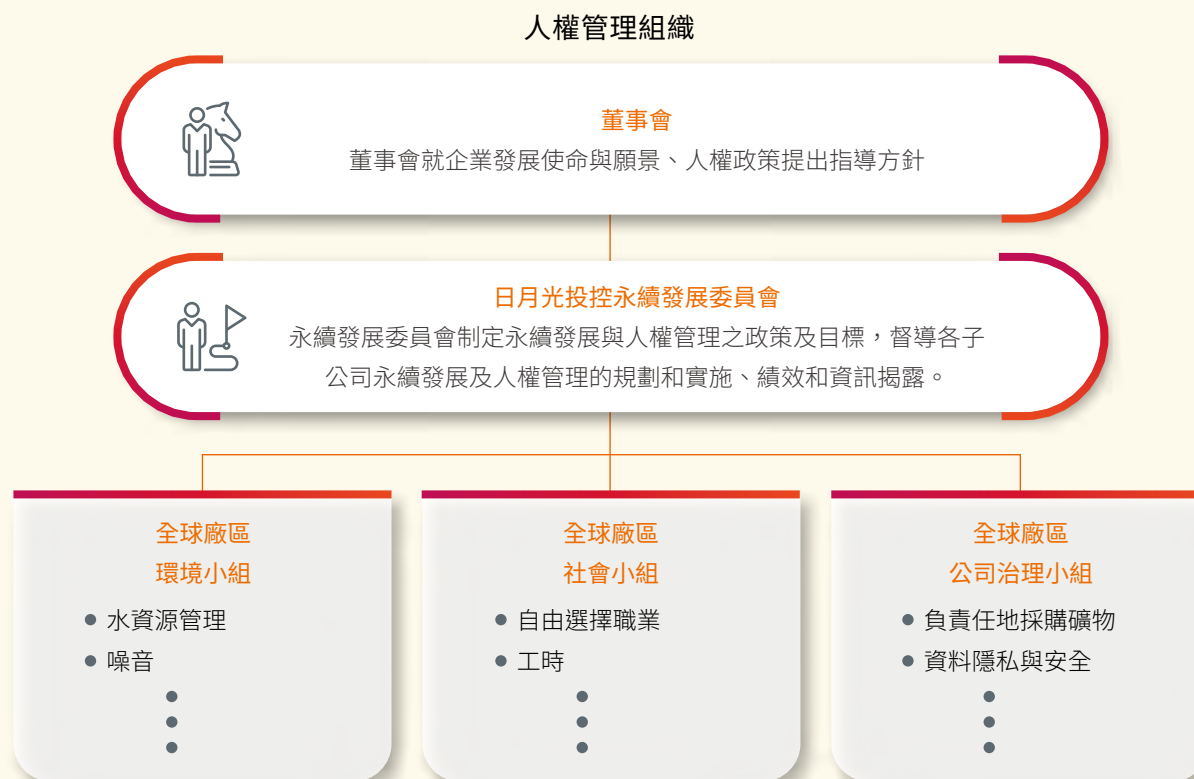 人權管理組織
董事會
董事會就企業發展使命與願景、人權政策提出指導方針
日月光投控永續發展委員會
永續發展委員會制定永續發展與人權管理之政策及目標，督導各子
公司永續發展及人權管理的規劃和實施、績效和資訊揭露。
全球廠區
環境小組
水資源管理
噪音
全球廠區
社會小組
自由選擇職業
工時
全球廠區
公司治理小組
負責任地採購礦物
資料隱私與安全